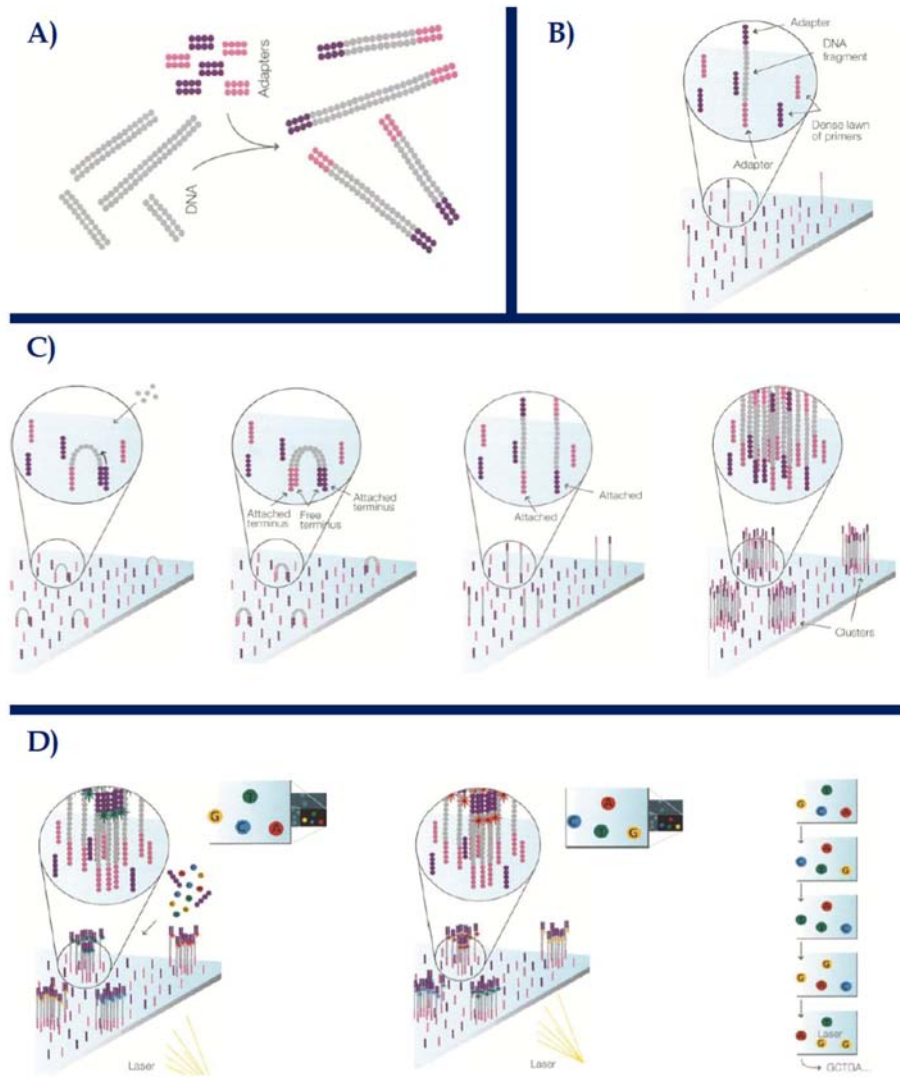 A)
Adapters
DNA
B)
Adapter
DNA
fragment
Dense lawn
of primers
Adapter
C)
Attached
terminus
Free
terminus
Attached
terminus
Attached
Attached
Clusters
D)
T
G
C
A
Laser
A
C
T
G
Laser
T
G
C
A
A
C
T
G
A
T
T
C
G
G
A
C
C
A
Laser
G
G
GCTGA...